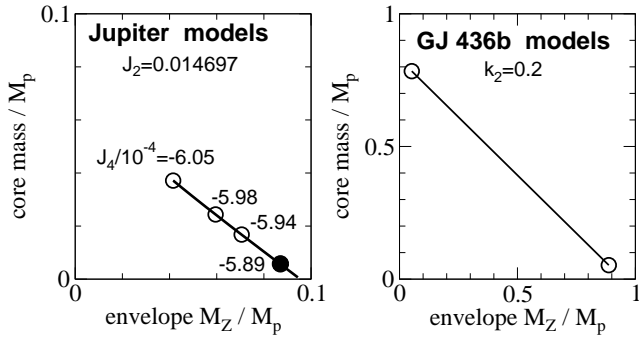 Jupiter models
J2=0.014697
J4/10^-4=-6.05
-5.98
-5.94
-5.89
0.1
0
0
0.1
core mass / Mp
envelope MZ / Mp
GJ 436b models
k2=0.2
1
0.5
0
0
0.5
1
core mass / Mp
envelope MZ / Mp